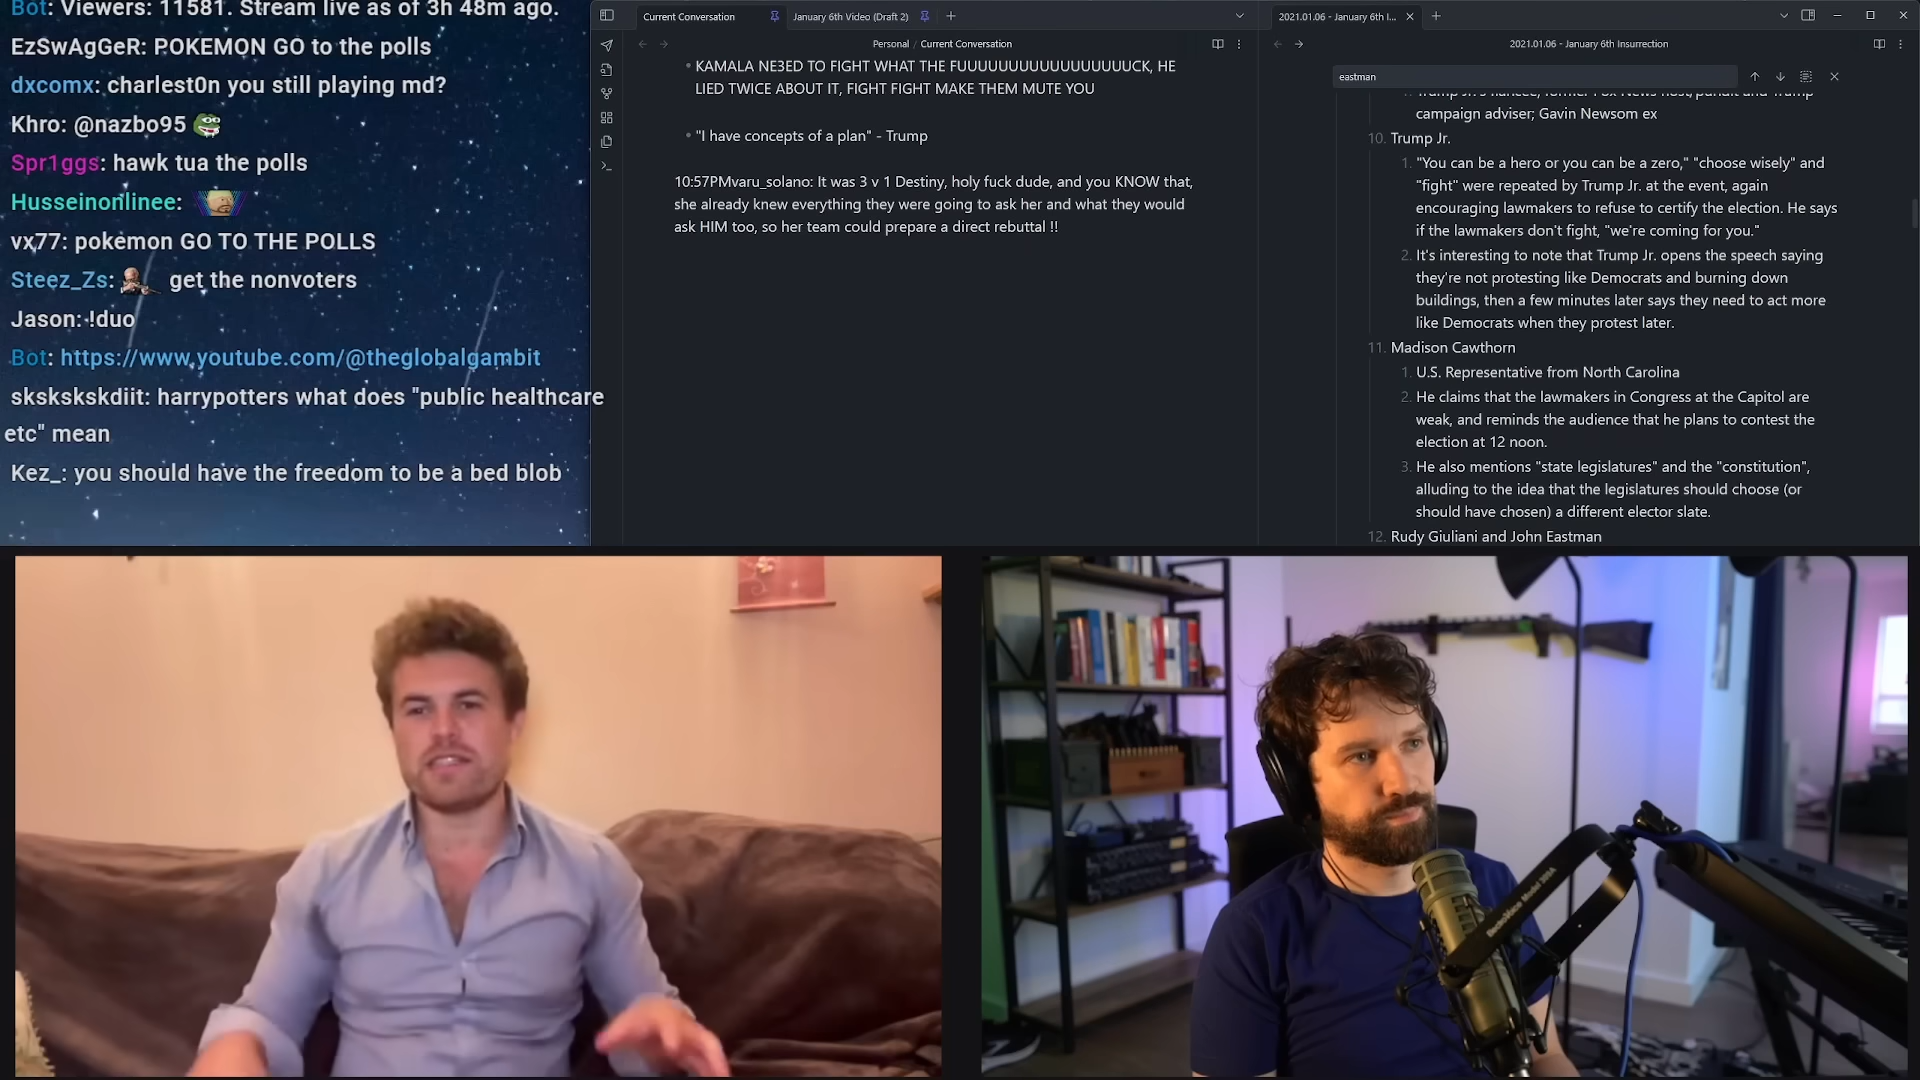 Bot: Viewers: 11581. Stream live as of 3h 48m ago.
EzSwAgGeR: POKEMON GO to the polls
dxcomx: charlest0n you still playing md?
Khro: @nazbo95
Spr1ggs: hawk tua the polls
Husseinonlinee:
vx77: pokemon GO TO THE POLLS
Steez_Zs: get the nonvoters
Jason: !duo
Bot: https://www.youtube.com/@theglobalgambit
skskskskdiit: harrypotters what does "public healthcare
etc" mean
Kez_: you should have the freedom to be a bed blob
Current Conversation
January 6th Video (Draft 2)
Personal / Current Conversation
• KAMALA NE3ED TO FIGHT WHAT THE FUUUUUUUUUUUUUUUUUCK, HE
LIED TWICE ABOUT IT, FIGHT FIGHT MAKE THEM MUTE YOU
• "I have concepts of a plan" - Trump
10:57PMvaru_solano: It was 3 v 1 Destiny, holy fuck dude, and you KNOW that,
she already knew everything they were going to ask her and what they would
ask HIM too, so her team could prepare a direct rebuttal !!
2021.01.06 - January 6th I...
2021.01.06 - January 6th Insurrection
eastman
1. Trump Jr.'s fiancee, former Fox News host, pundit and Trump
campaign adviser; Gavin Newsom ex
10. Trump Jr.
1. "You can be a hero or you can be a zero," "choose wisely" and
"fight" were repeated by Trump Jr. at the event, again
encouraging lawmakers to refuse to certify the election. He says
if the lawmakers don't fight, "we're coming for you."
2. It's interesting to note that Trump Jr. opens the speech saying
they're not protesting like Democrats and burning down
buildings, then a few minutes later says they need to act more
like Democrats when they protest later.
11. Madison Cawthorn
1. U.S. Representative from North Carolina
2. He claims that the lawmakers in Congress at the Capitol are
weak, and reminds the audience that he plans to contest the
election at 12 noon.
3. He also mentions "state legislatures" and the "constitution",
alluding to the idea that the legislatures should choose (or
should have chosen) a different elector slate.
12. Rudy Giuliani and John Eastman